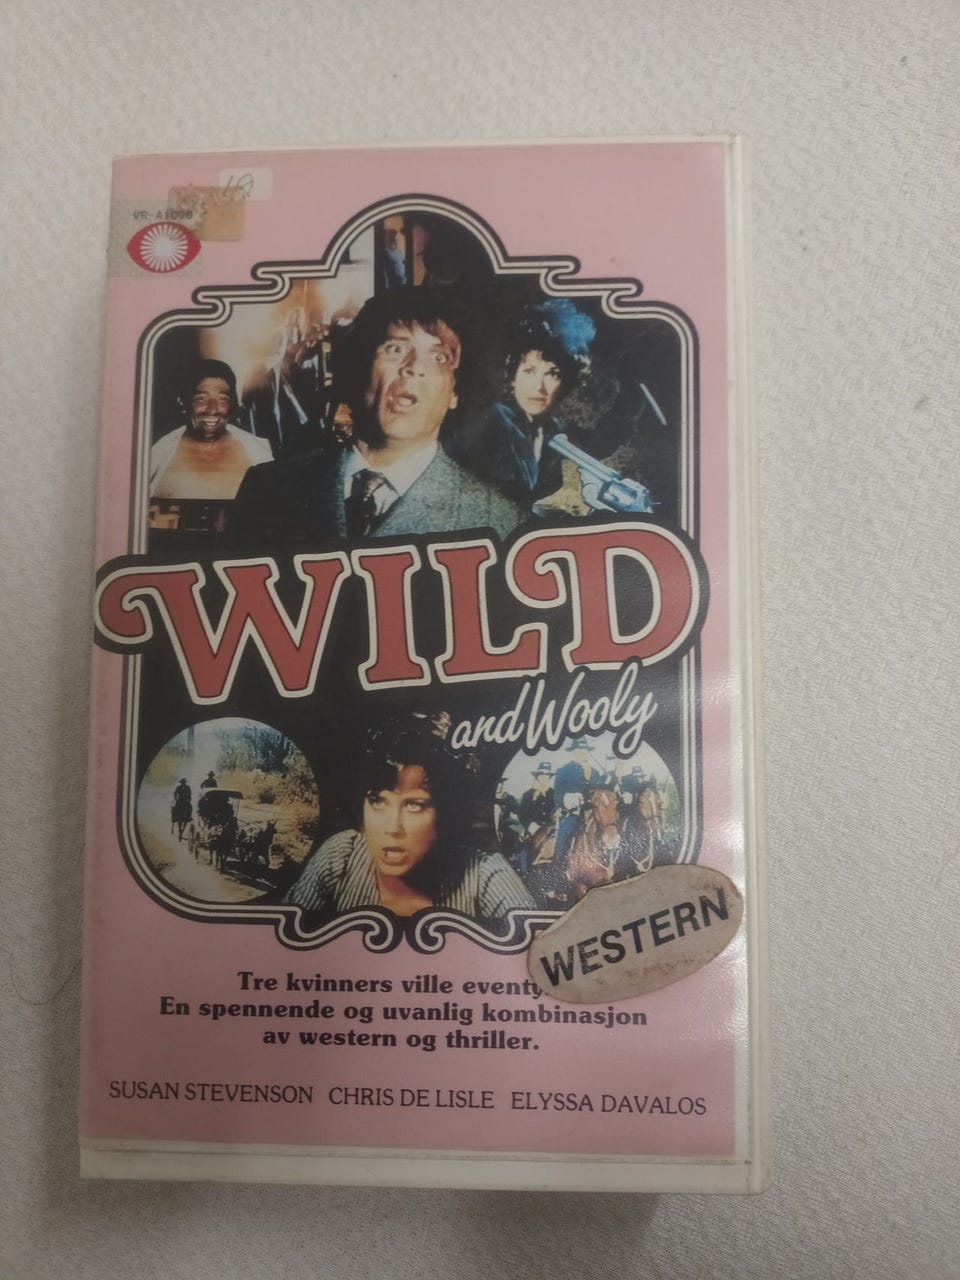 VR-A1098
WILD
and Wooly
WESTERN
Tre kvinners ville eventy
En spennende og uvanlig kombinasjon
av western og thriller.
SUSAN STEVENSON CHRIS DE LISLE ELYSSA DAVALOS